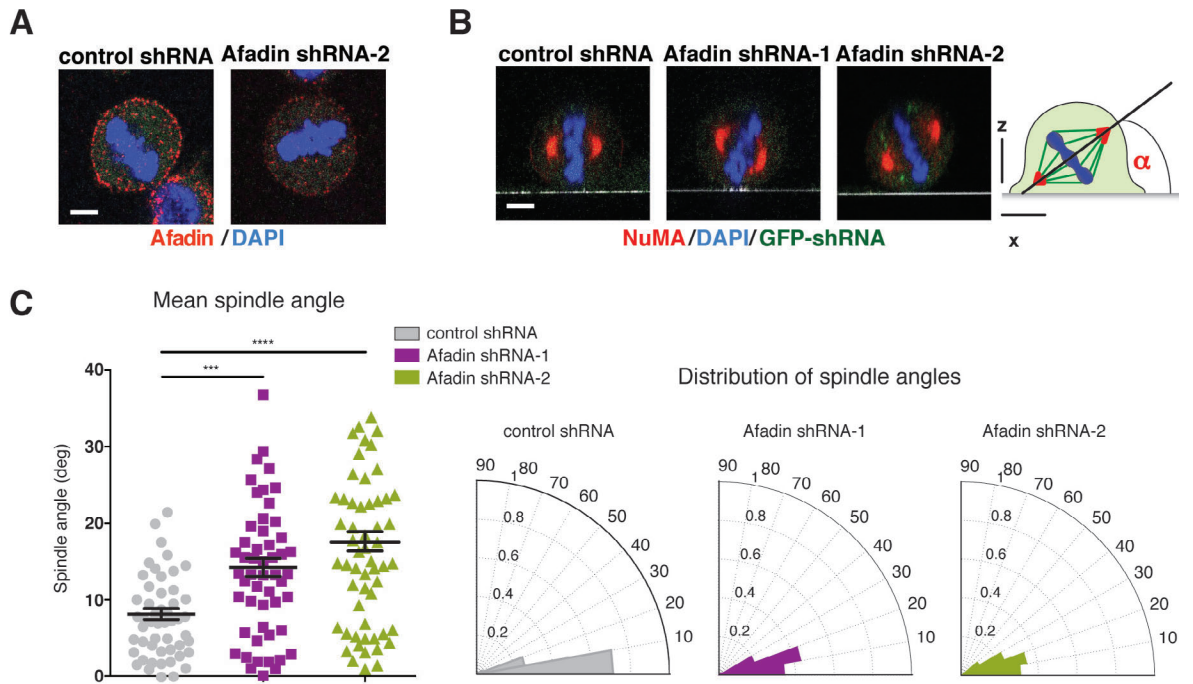 A
control shRNA
Afadin shRNA-2
Afadin /DAPI
B
control shRNA
Afadin shRNA-1
Afadin shRNA-2
NuMA/DAPI/GFP-shRNA
z
α
x
C
Mean spindle angle
control shRNA
Afadin shRNA-1
Afadin shRNA-2
****
***
Spindle angle (deg)
40
30
20
10
0
Distribution of spindle angles
control shRNA
90
1
80
70
60
50
40
30
20
10
0.8
0.6
0.4
0.2
Afadin shRNA-1
90
1
80
70
60
50
40
30
20
10
0.8
0.6
0.4
0.2
Afadin shRNA-2
90
1
80
70
60
50
40
30
20
10
0.8
0.6
0.4
0.2